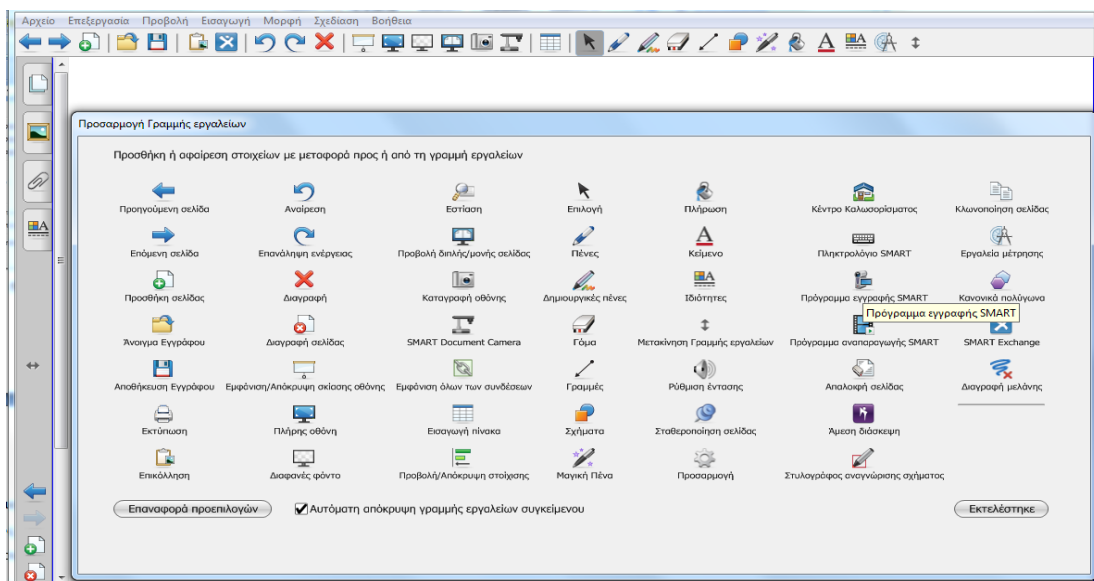 Αρχείο Επεξεργασία Προβολή Εισαγωγή Μορφή Σχεδίαση Βοήθεια
Προσαρμογή Γραμμής εργαλείων
Προσθήκη ή αφαίρεση στοιχείων με μεταφορά προς ή από τη γραμμή εργαλείων
Προηγούμενη σελίδα Αναίρεση Εστίαση Επιλογή Πλήρωση Κέντρο Καλωσορίσματος Κλωνοποίηση σελίδας
Επόμενη σελίδα Επανάληψη ενέργειας Προβολή διπλής/μονής σελίδας Πένες Κείμενο Πληκτρολόγιο SMART Εργαλεία μέτρησης
Προσθήκη σελίδας Διαγραφή Καταγραφή οθόνης Δημιουργικές πένες Ιδιότητες Πρόγραμμα εγγραφής SMART Κανονικά πολύγωνα
Πρόγραμμα εγγραφής SMART
Άνοιγμα Εγγράφου Διαγραφή σελίδας SMART Document Camera Γόμα Μετακίνηση Γραμμής εργαλείων Πρόγραμμα αναπαραγωγής SMART SMART Exchange
Αποθήκευση Εγγράφου Εμφάνιση/Απόκρυψη σκίασης οθόνης Εμφάνιση όλων των συνδέσεων Γραμμές Ρύθμιση έντασης Απαλοιφή σελίδας Διαγραφή μελάνης
Εκτύπωση Πλήρης οθόνη Εισαγωγή πίνακα Σχήματα Σταθεροποίηση σελίδας Άμεση διάσκεψη
Επικόλληση Διαφανές φόντο Προβολή/Απόκρυψη στοίχισης Μαγική Πένα Προσαρμογή Στυλογράφος αναγνώρισης σχήματος
Επαναφορά προεπιλογών Αυτόματη απόκρυψη γραμμής εργαλείων συγκείμενου Εκτελέστηκε